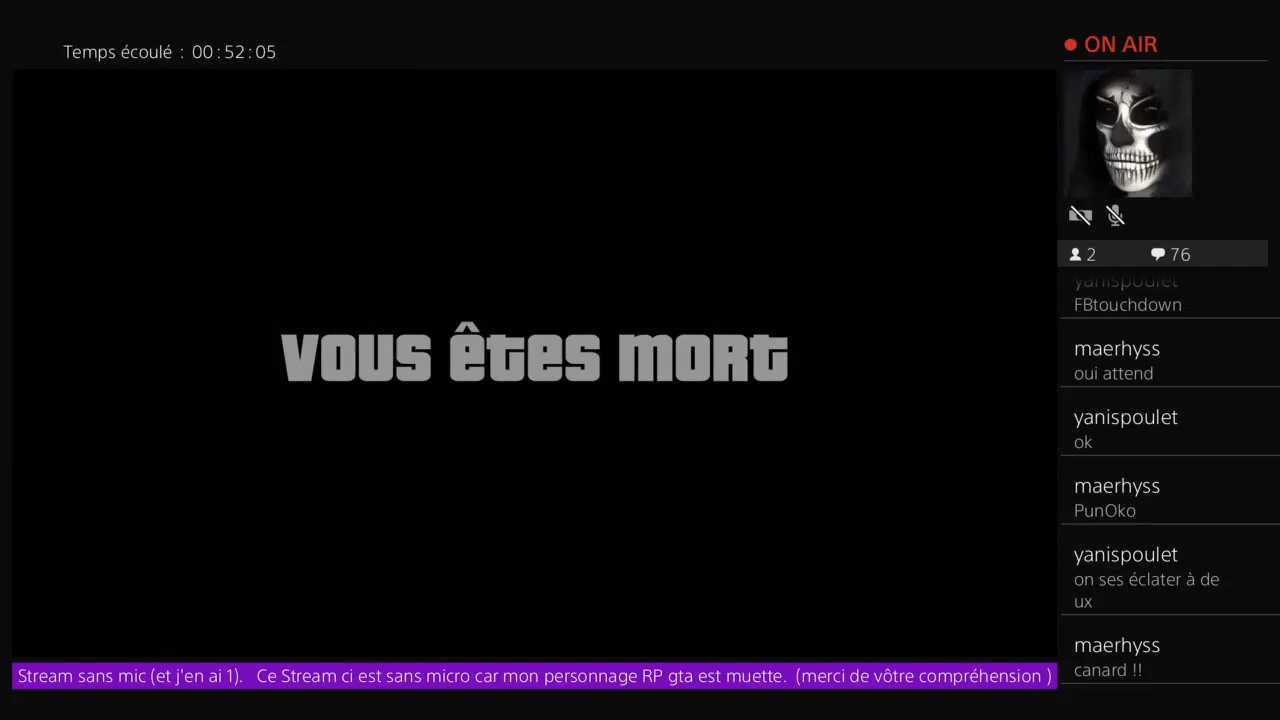 Temps écoulé : 00:52:05
ON AIR
2 76
yanispoulet
FBtouchdown
maerhyss
oui attend
yanispoulet
ok
maerhyss
PunOko
yanispoulet
on ses éclater à de
ux
maerhyss
canard !!
vous êtes mort
Stream sans mic (et j'en ai 1). Ce Stream ci est sans micro car mon personnage RP gta est muette. (merci de vôtre compréhension )